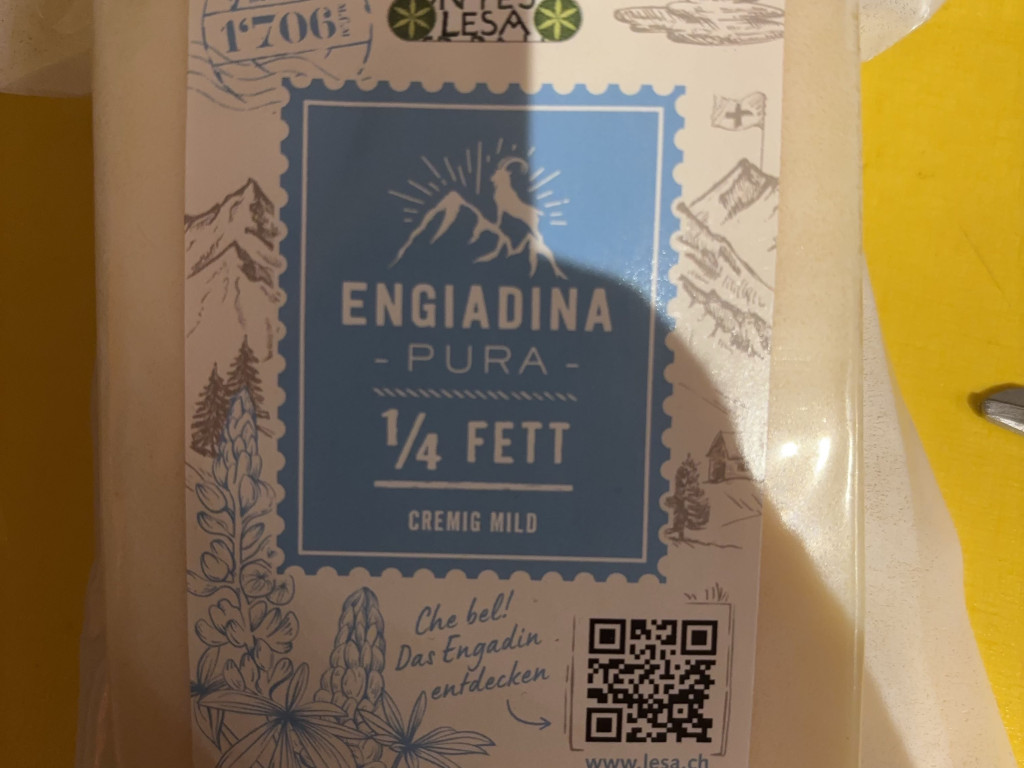 1'706
LESA
ENGIADINA
- PURA -
1/4 FETT
CREMIG MILD
Che bel!
Das Engadin
entdecken
www.lesa.ch